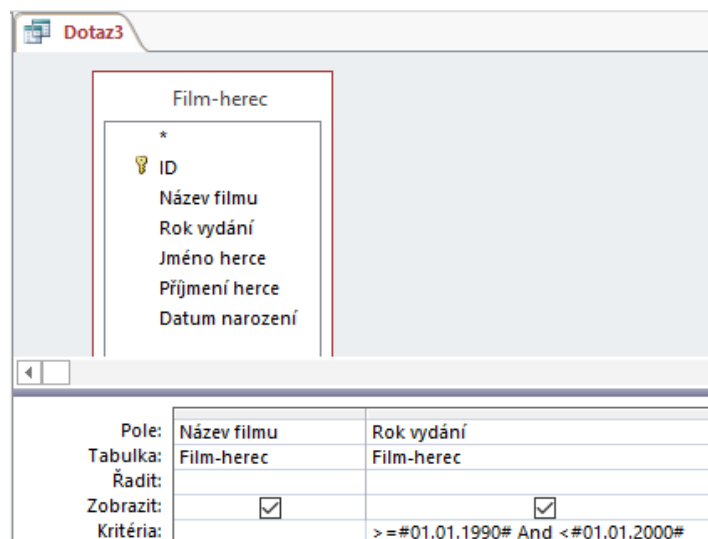 Dotaz3
Film-herec
*
ID
Název filmu
Rok vydání
Jméno herce
Příjmení herce
Datum narození
Pole: Název filmu Rok vydání
Tabulka: Film-herec Film-herec
Řadit:
Zobrazit:
Kritéria: >=#01.01.1990# And <#01.01.2000#